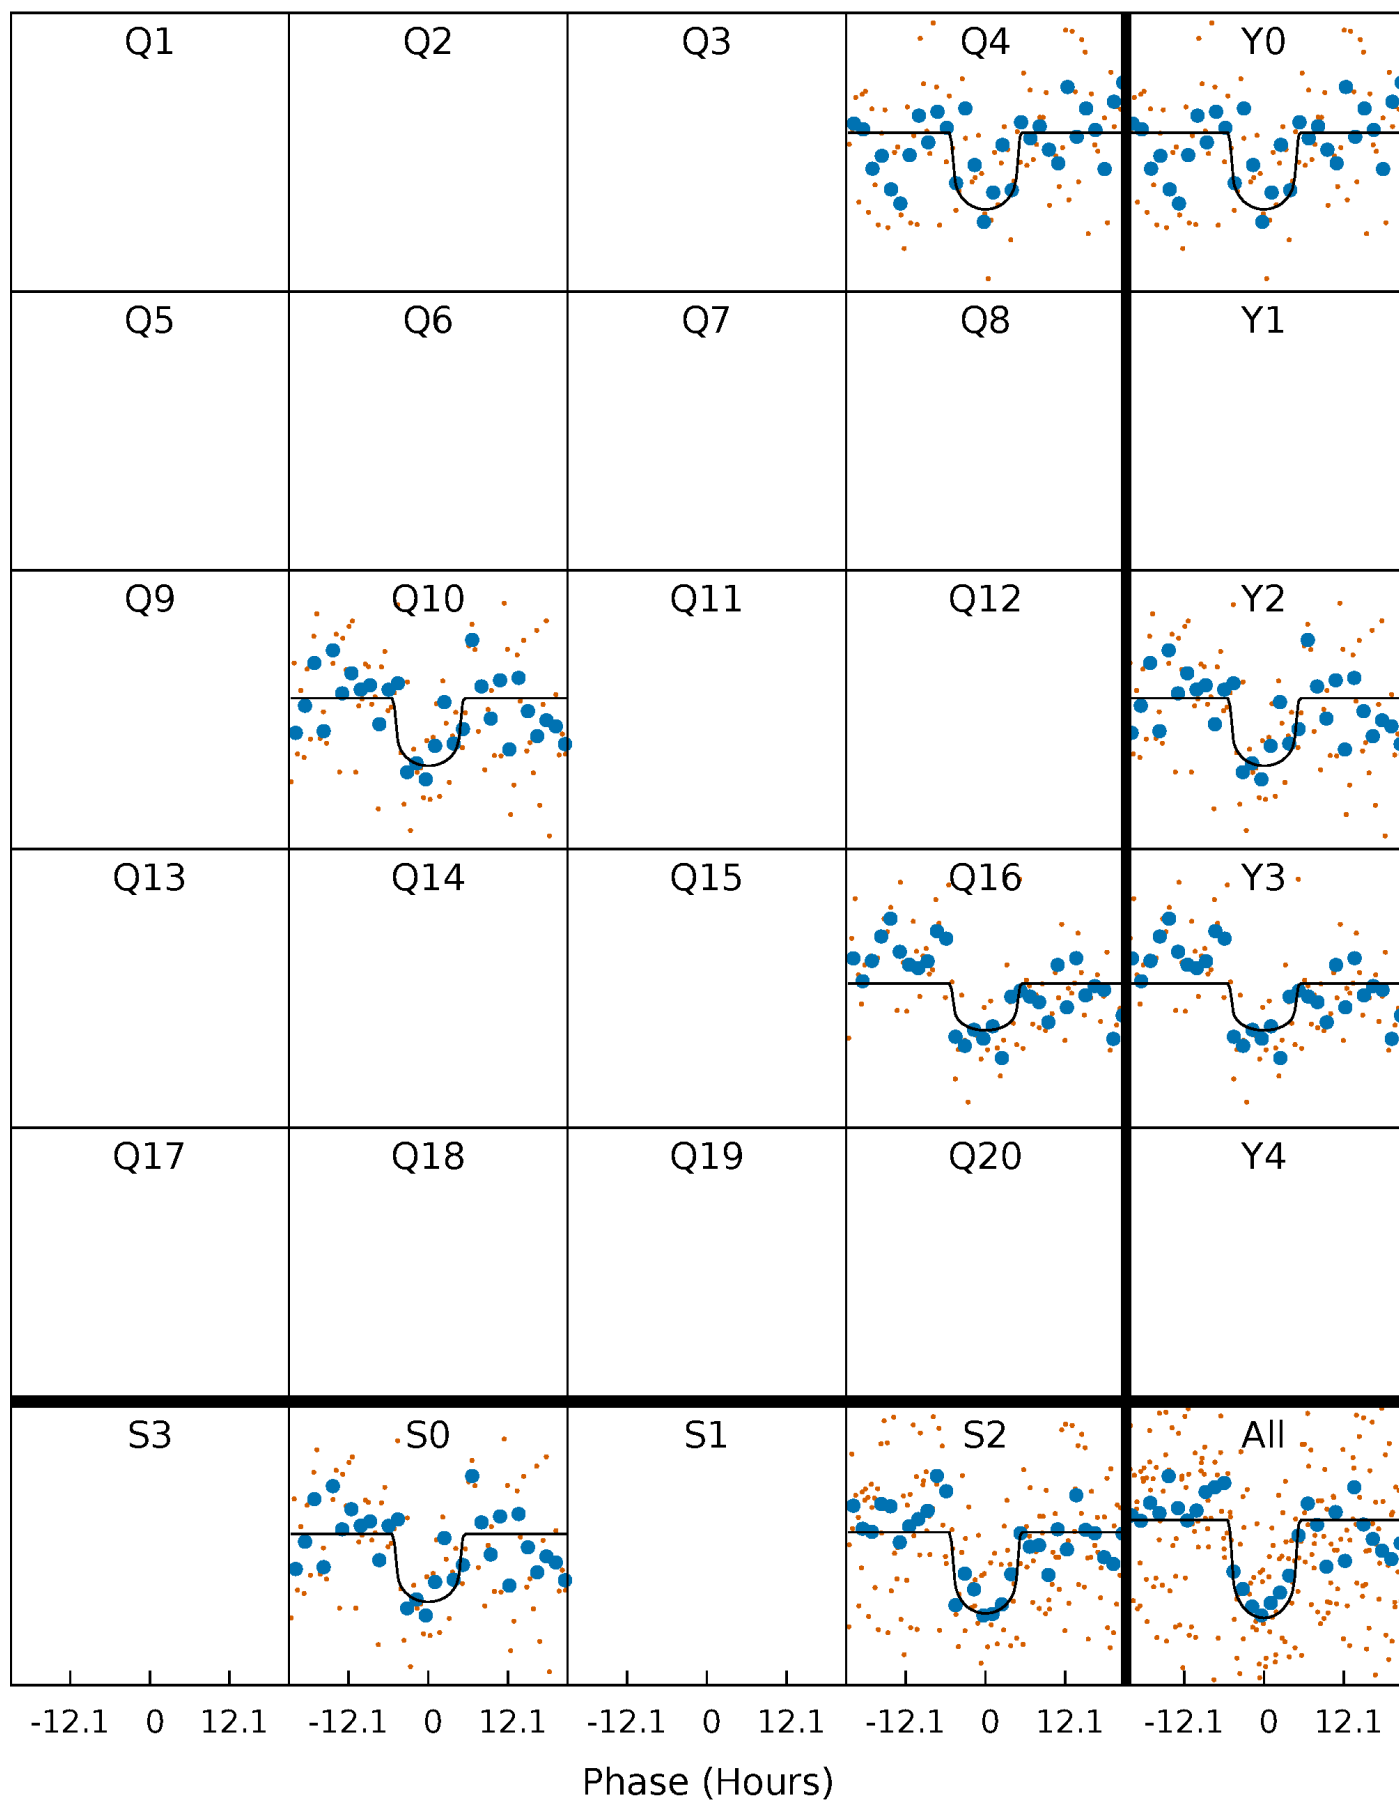 Q1 Q2 Q3 Q4 Y0
Q5 Q6 Q7 Q8 Y1
Q9 Q10 Q11 Q12 Y2
Q13 Q14 Q15 Q16 Y3
Q17 Q18 Q19 Q20 Y4
S3 S0 S1 S2 All
-12.1 0 12.1 -12.1 0 12.1 -12.1 0 12.1 -12.1 0 12.1 -12.1 0 12.1
Phase (Hours)